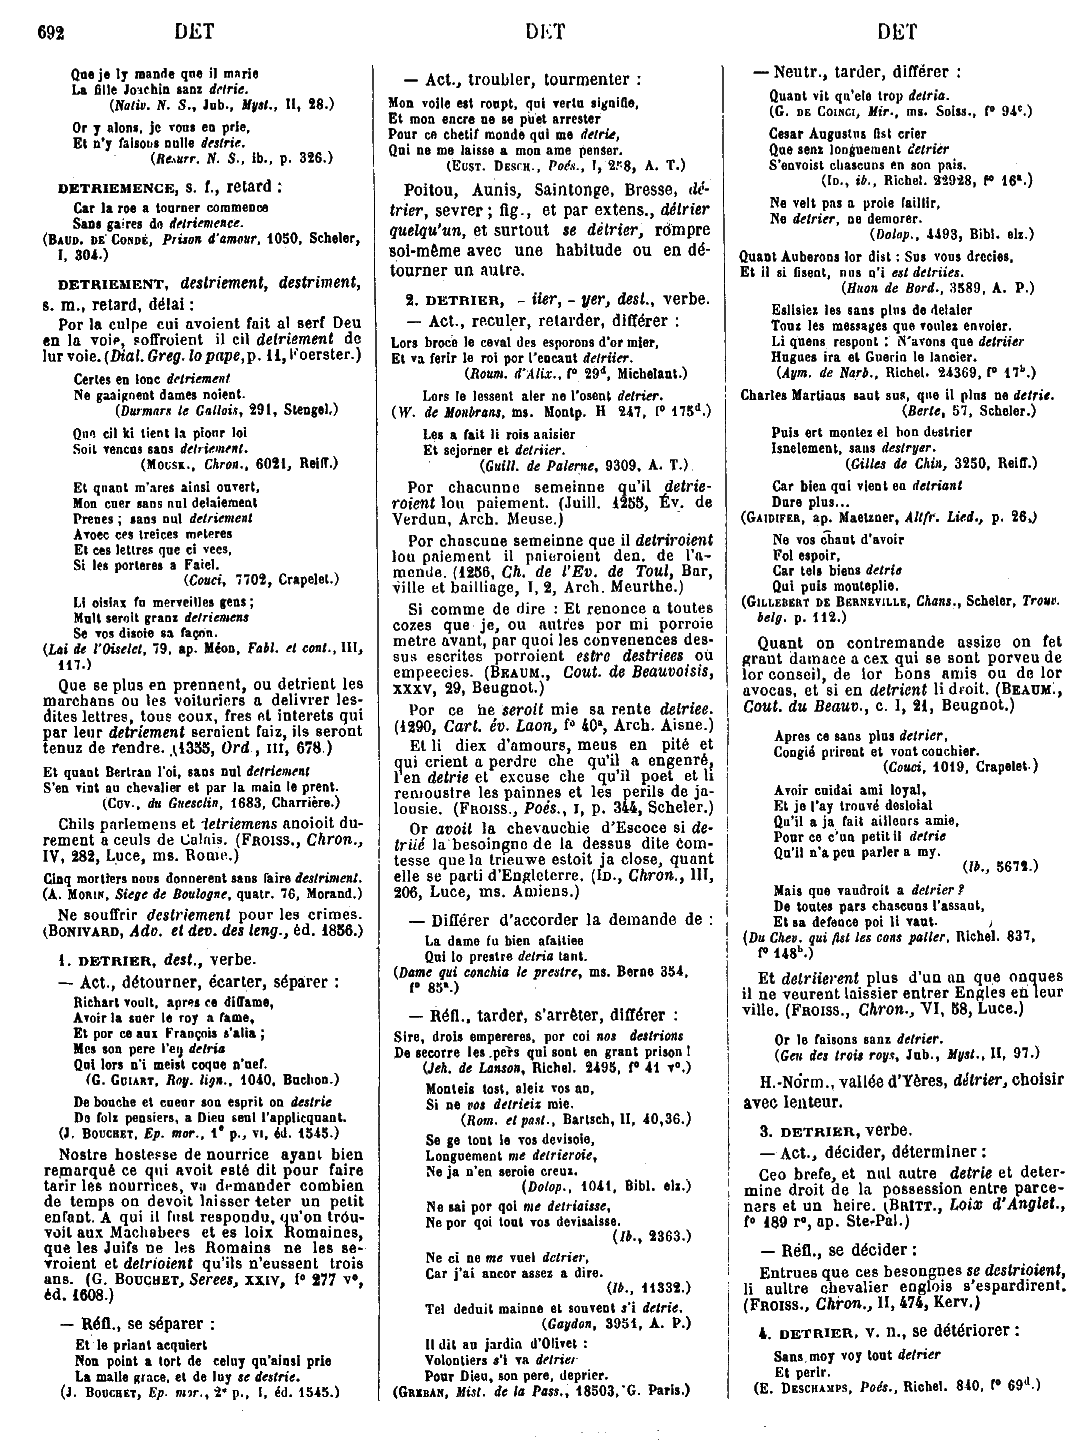 692 DET DET DET
Que je ly mande que il marie
La fille Joachin sanz detrie.
(Nativ. N. S., Jub., Myst., II, 28.)
Or y alons, je vous en prie,
Et n'y faisons nulle destrie.
(Resurr. N. S., ib., p. 326.)
DETRIEMENCE, s. f., retard :
Car la roe a tourner commence
Sans gaires de detriemence.
(BAUD. DE CONDÉ, Prison d'amour, 1050, Scheler,
I, 304.)
DETRIEMENT, destriement, destriment,
s. m., retard, délai :
Por la culpe cui avoient fait al serf Deu
en la voie, soffroient il cil detriement de
lur voie. (Dial. Greg. lo pape, p. 11, Foerster.)
Certes en lonc detriement
Ne gaaignent dames noient.
(Durmars le Gallois, 291, Stengel.)
Que cil ki tient la piour loi
Soit vencus sans detriement.
(MOUSK., Chron., 6021, Reiff.)
Et quant m'ares ainsi ouvert,
Mon cuer sans nul delaiement
Prenes ; sans nul detriement
Avoec ces treices meteres
Et ces lettres que ci vees,
Si les porteres a Faiel.
(Couci, 7702, Crapelet.)
Li oisiax fu merveilles gens ;
Mult seroit granz detriemens
Se vos disoie sa façon.
(Lai de l'Oiselet, 79, ap. Méon, Fabl. et cont., III,
117.)
Que se plus en prennent, ou detrient les
marchans ou les voituriers a delivrer les-
dites lettres, tous coux, fres et interets qui
par leur detriement seroient faiz, ils seront
tenuz de rendre. (1355, Ord , III, 678.)
Et quant Bertran l'oi, sans nul detriement
S'en vint au chevalier et par la main le prent.
(CUV., du Guesclin, 1683, Charrière.)
Chils parlemens et detriemens anoioit du-
rement a ceuls de Calais. (FROISS., Chron.,
IV, 282, Luce, ms. Rome.)
Cinq mortiers nous donnerent sans faire destriment.
(A. MORIN, Siege de Boulogne, quatr. 76, Morand.)
Ne souffrir destriement pour les crimes.
(BONIVARD, Adv. et dev. des leng., éd. 1856.)
1. DETRIER, dest., verbe.
— Act., détourner, écarter, séparer :
Richart voult, apres ce diffame,
Avoir la suer le roy a fame,
Et por ce aux François s'alia ;
Mes son pere l'en detria
Qui lors n'i meist coque n'uef.
(G. GUIART, Roy. lign., 1040, Buchon.)
De bouche et cueur son esprit on destrie
De folz pensiers, a Dieu seul l'applicquant.
(J. BOUCHET, Ep. mor., 1e p., VI, éd. 1545.)
Nostre hostesse de nourrice ayant bien
remarqué ce qui avoit esté dit pour faire
tarir les nourrices, va demander combien
de temps on devoit laisser teter un petit
enfant. A qui il fust respondu, qu'on tróu-
voit aux Machabees et es loix Romaines,
que les Juifs ne les Romains ne les se-
vroient et detrioient qu'ils n'eussent trois
ans. (G. BOUCHET, Serees, XXIV, fo 277 vo,
éd. 1608.)
— Réfl., se séparer :
Et le priant acquiert
Non point a tort de celuy qu'ainsi prie
La malle grace, et de luy se destrie.
(J. BOUCHET, Ep. mor., 2e p., I, éd. 1545.)
— Act., troubler, tourmenter :
Mon voile est roupt, qui vertu signifie,
Et mon encre ne se puet arrester
Pour ce chetif monde qui me detrie,
Qui ne me laisse a mon ame penser.
(EUST. DESCH., Poés., I, 258, A. T.)
Poitou, Aunis, Saintonge, Bresse, dé-
trier, sevrer ; fig., et par extens., détrier
quelqu'un, et surtout se détrier, rompre
soi-même avec une habitude ou en dé-
tourner un autre.
2. DETRIER, - iier, - yer, dest., verbe.
— Act., reculer, retarder, différer :
Lors broce le ceval des esporons d'or mier,
Et va ferir le roi por l'encaut detriier.
(Roum. d'Alix., fo 29d, Michelant.)
Lors le lessent aler ne l'osent detrier.
(W. de Monbrans, ms. Montp. H 247, fo 175d.)
Les a fait li rois aaisier
Et sejorner et detriier.
(Guill. de Palerne, 9309, A. T.)
Por chacunne semeinne qu'il detrie-
roient lou paiement. (Juill. 1255, Év. de
Verdun, Arch. Meuse.)
Por chascune semeinne que il detriroient
lou paiement il paieroient den. de l'a-
mende. (1256, Ch. de l'Ev. de Toul, Bar,
ville et bailliage, I, 2, Arch. Meurthe.)
Si comme de dire : Et renonce a toutes
cozes que je, ou autres por mi porroie
metre avant, par quoi les convenences des-
sus escrites porroient estre destriees ou
empeecies. (BEAUM., Cout. de Beauvoisis,
XXXV, 29, Beugnot.)
Por ce he seroit mie sa rente detriee.
(1290, Cart. év. Laon, fo 40a, Arch. Aisne.)
Et li diex d'amours, meus en pité et
qui crient a perdre che qu'il a engenré,
l'en detrie et excuse che qu'il poet et li
remoustre les painnes et les perils de ja-
lousie. (FROISS., Poés., I, p. 344, Scheler.)
Or avoit la chevauchie d'Escoce si de-
triié la besoingne de la dessus dite com-
tesse que la trieuwe estoit ja close, quant
elle se parti d'Engleterre. (ID., Chron., III,
206, Luce, ms. Amiens.)
— Différer d'accorder la demande de :
La dame fu bien afaitiee
Qui lo prestre detria tant.
(Dame qui conchia le prestre, ms. Berne 354,
fo 85a.)
— Réfl., tarder, s'arrêter, différer :
Sire, drois empereres, por coi nos destrions
De secorre les pers qui sont en grant prison !
(Jeh. de Lanson, Richel. 2495, fo 41 vo.)
Monteis tost, aleiz vos an,
Si ne vos detrieiz mie.
(Rom. et past., Bartsch, II, 40,36.)
Se ge tout le vos devisoie,
Longuement me detrieroie,
Ne ja n'en seroie creuz.
(Dolop., 1041, Bibl. elz.)
Ne sai por qoi me detriaisse,
Ne por qoi tout vos devisaisse.
(Ib., 2363.)
Ne ci ne me vuel detrier,
Car j'ai ancor assez a dire.
(Ib., 11332.)
Tel deduit mainne et souvent s'i detrie.
(Gaydon, 3951, A. P.)
Il dit au jardin d'Olivet :
Volontiers s'i va detrier
Pour Dieu, son pere, deprier.
(GREBAN, Mist. de la Pass., 18503, G. Paris.)
— Neutr., tarder, différer :
Quant vit qu'ele trop detria.
(G. DE COINCI, Mir., ms. Soiss., fo 94c.)
Cesar Augustus fist crier
Que senz longuement detrier
S'envoist chascuns en son pais.
(ID., ib., Richel. 22928, fo 16a.)
Ne velt pas a proie faillir,
Ne detrier, ne demorer.
(Dolop., 4493, Bibl. elz.)
Quant Auberons lor dist : Sus vous drecies,
Et il si fisent, nus n'i est detriies.
(Huon de Bord., 3589, A. P.)
Eslisiez les sans plus de delaier
Touz les messages que voulez envoier.
Li quens respont : N'avons que detriier
Hugues ira et Guerin le lancier.
(Aym. de Narb., Richel. 24369, fo 17b.)
Charles Martiaus saut sus, que il plus ne detrie.
(Berte, 57, Scheler.)
Puis ert montez el bon destrier
Isnelement, sans destryer.
(Gilles de Chin, 3250, Reiff.)
Car bien qui vient en detriant
Dure plus...
(GAIDIFER, ap. Maetzner, Altfr. Lied., p. 26.)
Ne vos chaut d'avoir
Fol espoir,
Car tels biens detrie
Qui puis monteplie.
(GILLEBERT DE BERNEVILLE, Chans., Scheler, Trouv.
belg. p. 112.)
Quant on contremande assize on fet
grant damace a cex qui se sont porveu de
lor conseil, de lor bons amis ou de lor
avocas, et si en detrient li droit. (BEAUM.,
Cout. du Beauv., c. I, 21, Beugnot.)
Apres ce sans plus detrier,
Congié prirent et vont couchier.
(Couci, 1019, Crapelet.)
Avoir cuidai ami loyal,
Et je l'ay trouvé desloial
Qu'il a ja fait ailleurs amie,
Pour ce c'un petit il detrie
Qu'il n'a peu parler a my.
(Ib., 5672.)
Mais que vaudroit a detrier ?
De toutes pars chascuns l'assaut,
Et sa defence poi li vaut.
(Du Chev. qui fist les cons paller, Richel. 837,
fo 148b.)
Et detriierent plus d'un an que onques
il ne veurent laissier entrer Engles en leur
ville. (FROISS., Chron., VI, 58, Luce.)
Or le faisons sanz detrier.
(Geu des trois roys, Jub., Myst., II, 97.)
H.-Norm., vallée d'Yères, détrier, choisir
avec lenteur.
3. DETRIER, verbe.
— Act., décider, déterminer :
Ceo brefe, et nul autre detrie et deter-
mine droit de la possession entre parce-
ners et un heire. (BRITT., Loix d'Anglet.,
fo 189 ro, ap. Ste-Pal.)
— Réfl., se décider :
Entrues que ces besongnes se destrioient,
li aultre chevalier englois s'espardirent.
(FROISS., Chron., II, 474, Kerv.)
4. DETRIER, v. n., se détériorer :
Sans moy voy tout detrier
Et perir.
(E. DESCHAMPS, Poés., Richel. 840, fo 69d.)